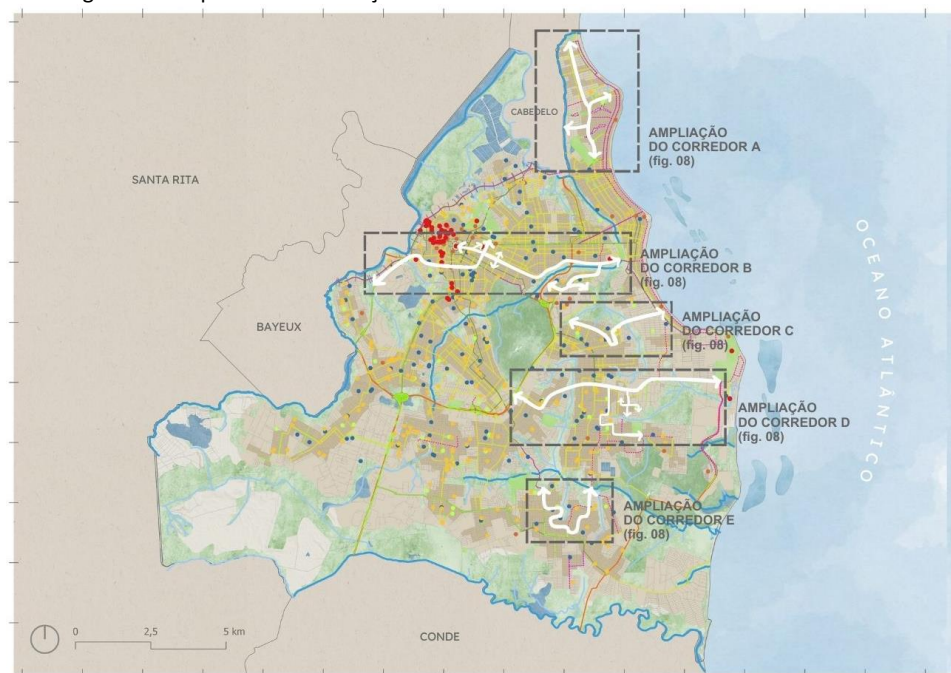 CABEDELO
AMPLIAÇÃO
DO CORREDOR A
(fig. 08)
SANTA RITA
OCEANO ATLÂNTICO
AMPLIAÇÃO
DO CORREDOR B
(fig. 08)
BAYEUX
AMPLIAÇÃO
DO CORREDOR C
(fig. 08)
AMPLIAÇÃO
DO CORREDOR D
(fig. 08)
AMPLIAÇÃO
DO CORREDOR E
(fig. 08)
0 2,5 5 km
CONDE